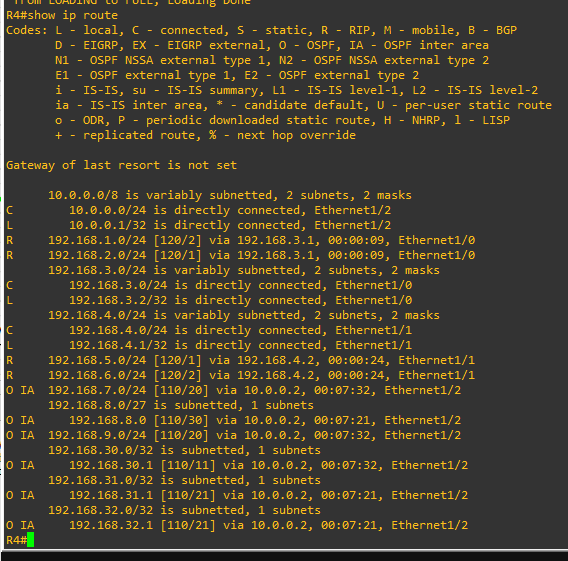 from LOADING to FULL, Loading Done
R4#show ip route
Codes: L - local, C - connected, S - static, R - RIP, M - mobile, B - BGP
       D - EIGRP, EX - EIGRP external, O - OSPF, IA - OSPF inter area
       N1 - OSPF NSSA external type 1, N2 - OSPF NSSA external type 2
       E1 - OSPF external type 1, E2 - OSPF external type 2
       i - IS-IS, su - IS-IS summary, L1 - IS-IS level-1, L2 - IS-IS level-2
       ia - IS-IS inter area, * - candidate default, U - per-user static route
       o - ODR, P - periodic downloaded static route, H - NHRP, l - LISP
       + - replicated route, % - next hop override

Gateway of last resort is not set

      10.0.0.0/8 is variably subnetted, 2 subnets, 2 masks
C        10.0.0.0/24 is directly connected, Ethernet1/2
L        10.0.0.1/32 is directly connected, Ethernet1/2
R     192.168.1.0/24 [120/2] via 192.168.3.1, 00:00:09, Ethernet1/0
R     192.168.2.0/24 [120/1] via 192.168.3.1, 00:00:09, Ethernet1/0
      192.168.3.0/24 is variably subnetted, 2 subnets, 2 masks
C        192.168.3.0/24 is directly connected, Ethernet1/0
L        192.168.3.2/32 is directly connected, Ethernet1/0
      192.168.4.0/24 is variably subnetted, 2 subnets, 2 masks
C        192.168.4.0/24 is directly connected, Ethernet1/1
L        192.168.4.1/32 is directly connected, Ethernet1/1
R     192.168.5.0/24 [120/1] via 192.168.4.2, 00:00:24, Ethernet1/1
R     192.168.6.0/24 [120/2] via 192.168.4.2, 00:00:24, Ethernet1/1
O IA  192.168.7.0/24 [110/20] via 10.0.0.2, 00:07:32, Ethernet1/2
      192.168.8.0/27 is subnetted, 1 subnets
O IA     192.168.8.0 [110/30] via 10.0.0.2, 00:07:21, Ethernet1/2
O IA  192.168.9.0/24 [110/20] via 10.0.0.2, 00:07:32, Ethernet1/2
      192.168.30.0/32 is subnetted, 1 subnets
O IA     192.168.30.1 [110/11] via 10.0.0.2, 00:07:32, Ethernet1/2
      192.168.31.0/32 is subnetted, 1 subnets
O IA     192.168.31.1 [110/21] via 10.0.0.2, 00:07:21, Ethernet1/2
      192.168.32.0/32 is subnetted, 1 subnets
O IA     192.168.32.1 [110/21] via 10.0.0.2, 00:07:21, Ethernet1/2
R4#